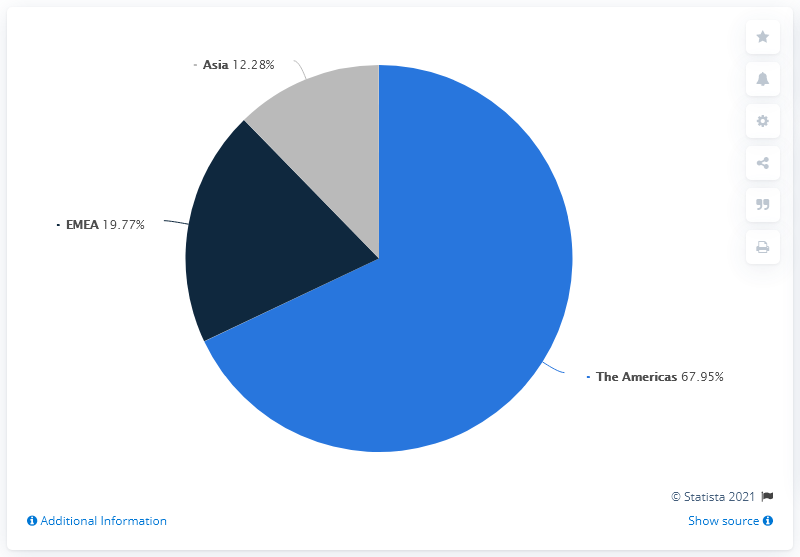 Asia 12.28%
EMEA 19.77%
The Americas 67.95%
© Statista 2021
Additional Information
Show source